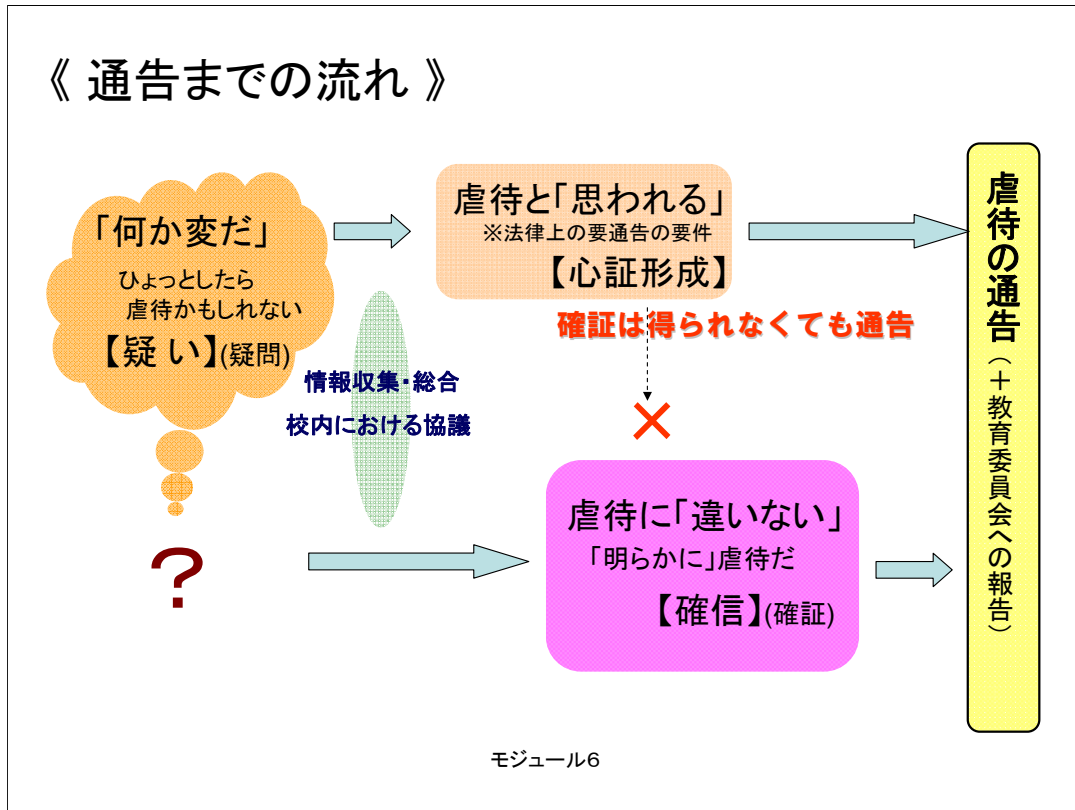 《 通告までの流れ 》
「何か変だ」
ひょっとしたら
虐待かもしれない
【疑 い】(疑問)
?
情報収集・総合
校内における協議
虐待と「思われる」
※法律上の要通告の要件
【心証形成】
確証は得られなくても通告
×
虐待に「違いない」
「明らかに」虐待だ
【確信】(確証)
虐待の通告(+教育委員会への報告)
モジュール6